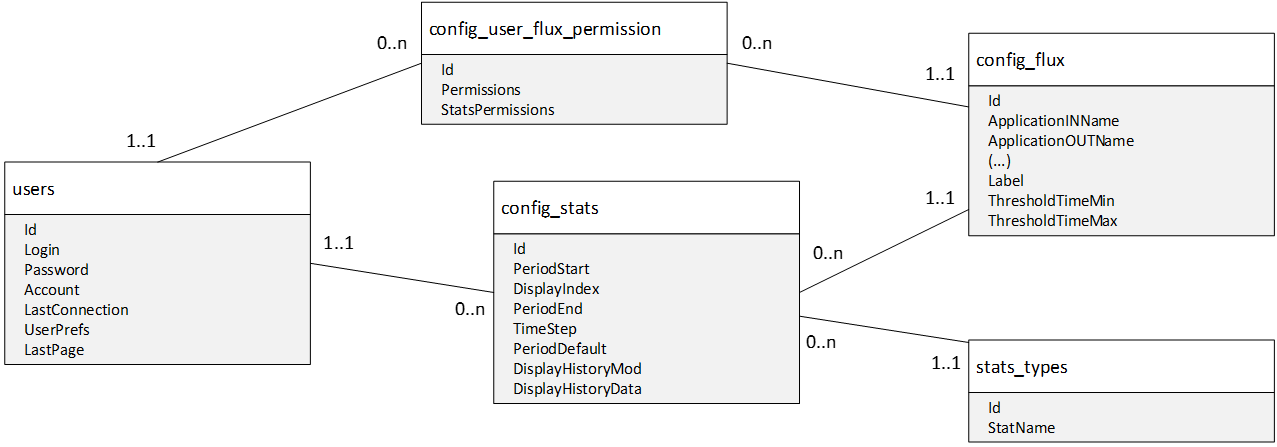 config_user_flux_permission
Id
Permissions
StatsPermissions
0..n
0..n
1..1
1..1
config_flux
Id
ApplicationINName
ApplicationOUTName
(...)
Label
ThresholdTimeMin
ThresholdTimeMax
users
Id
Login
Password
Account
LastConnection
UserPrefs
LastPage
1..1
0..n
config_stats
Id
PeriodStart
DisplayIndex
PeriodEnd
TimeStep
PeriodDefault
DisplayHistoryMod
DisplayHistoryData
1..1
0..n
0..n
1..1
stats_types
Id
StatName